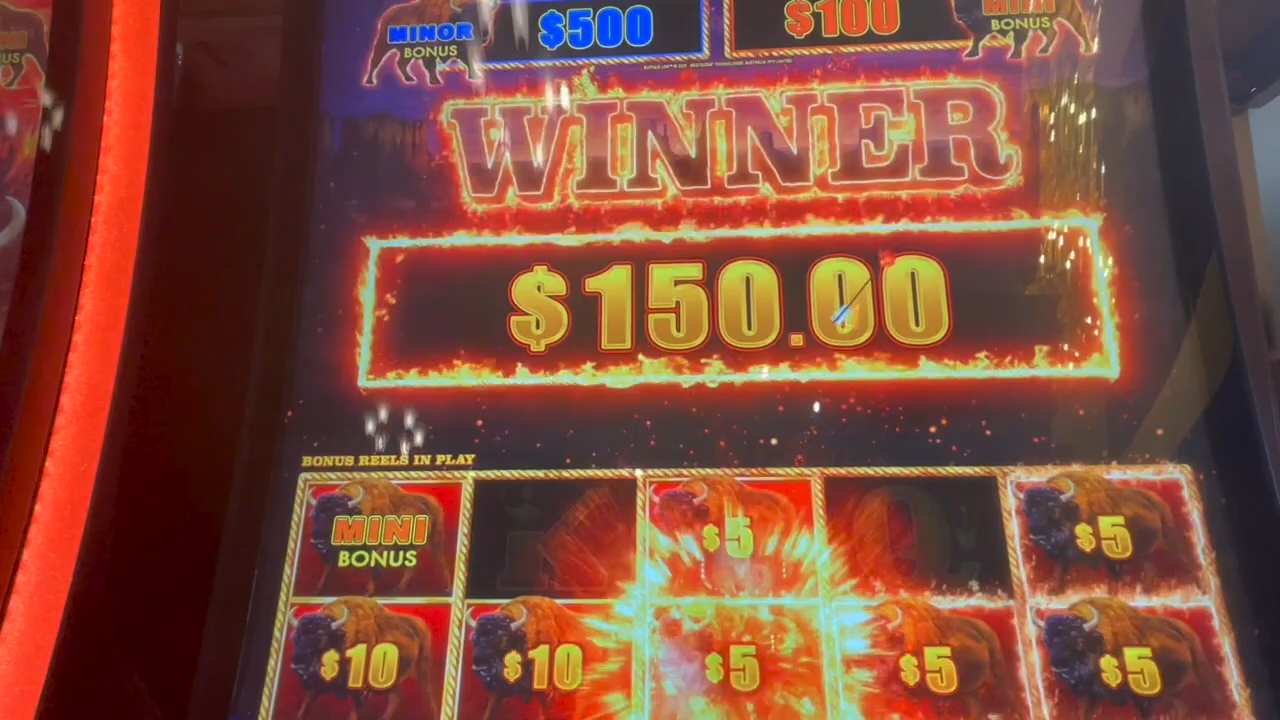 MINOR
BONUS
$500
$100
MINI
BONUS
WINNER
$150.00
BONUS REELS IN PLAY
MINI
BONUS
$5
$5
$10
$10
$5
$5
$5